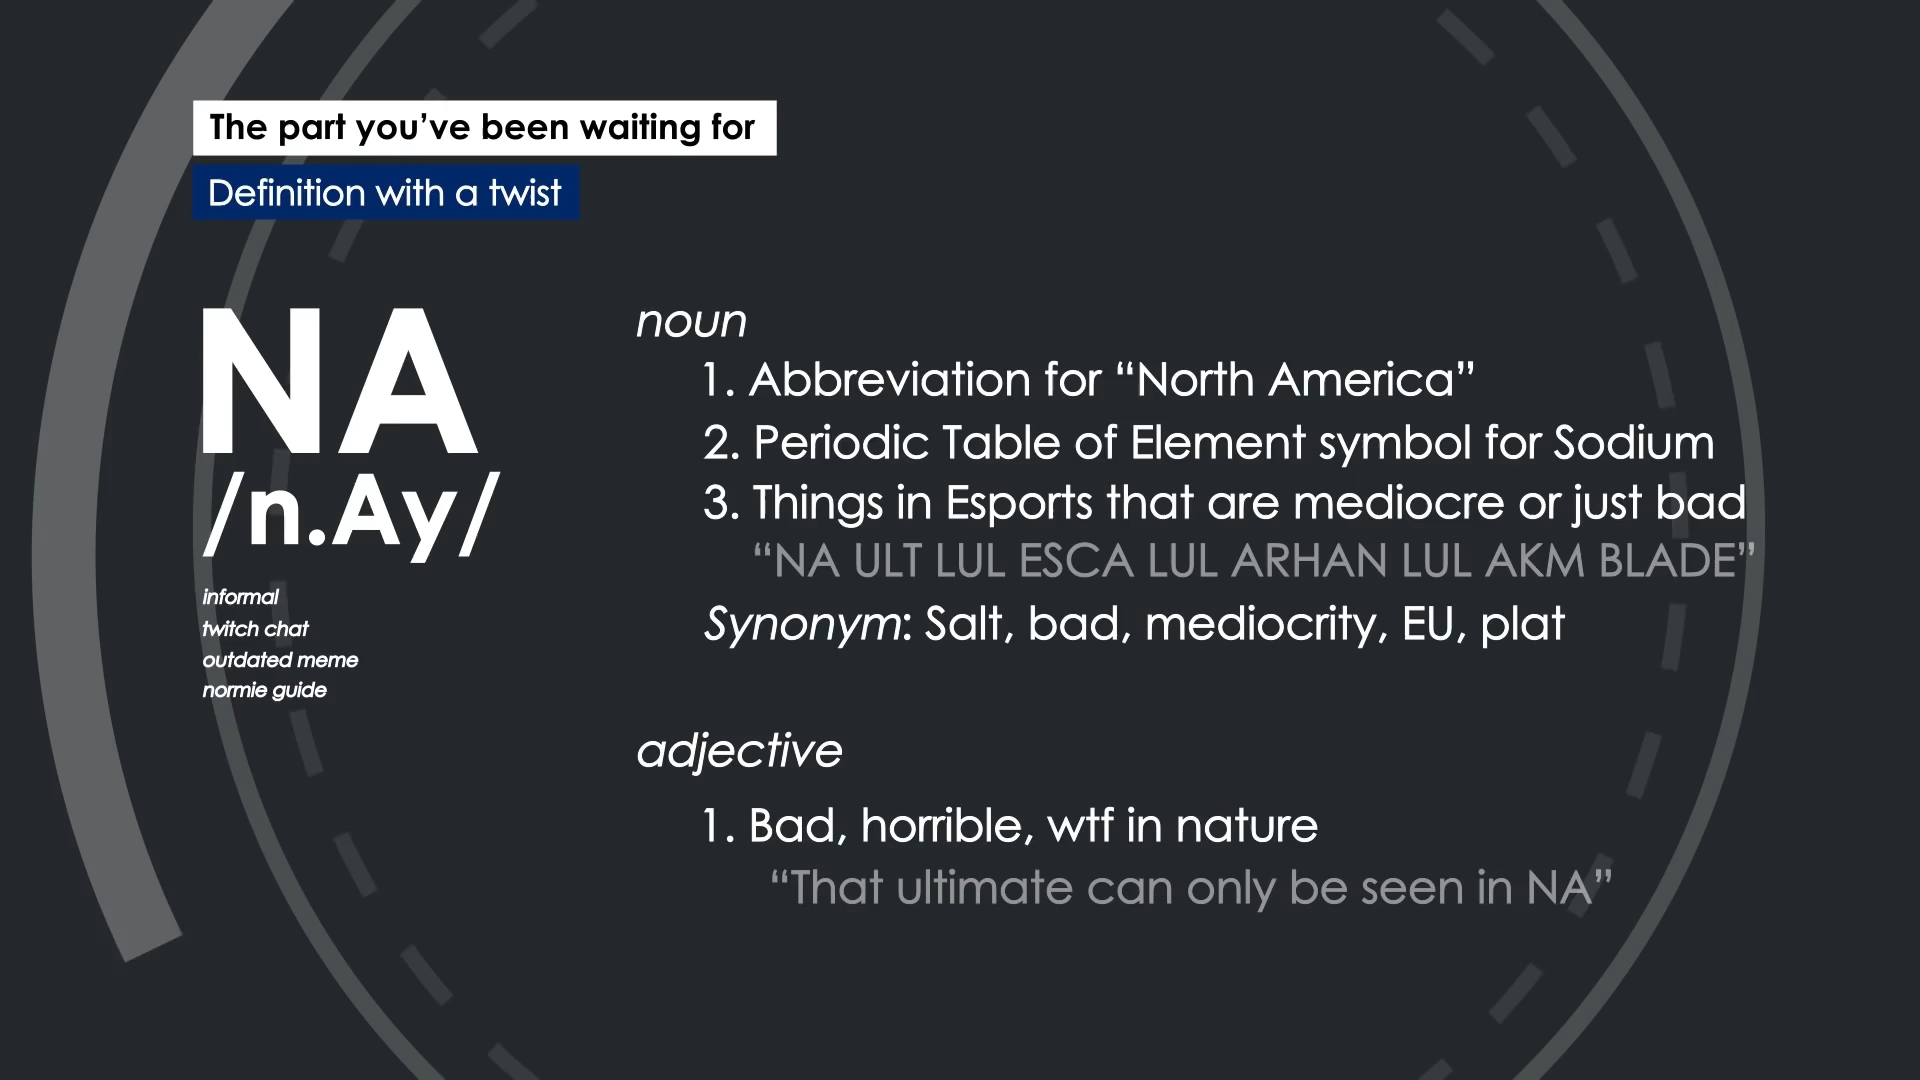 The part you’ve been waiting for
Definition with a twist
NA
/n.Ay/
informal
twitch chat
outdated meme
normie guide
noun
1. Abbreviation for “North America”
2. Periodic Table of Element symbol for Sodium
3. Things in Esports that are mediocre or just bad
“NA ULT LUL ESCA LUL ARHAN LUL AKM BLADE”
Synonym: Salt, bad, mediocrity, EU, plat
adjective
1. Bad, horrible, wtf in nature
“That ultimate can only be seen in NA”